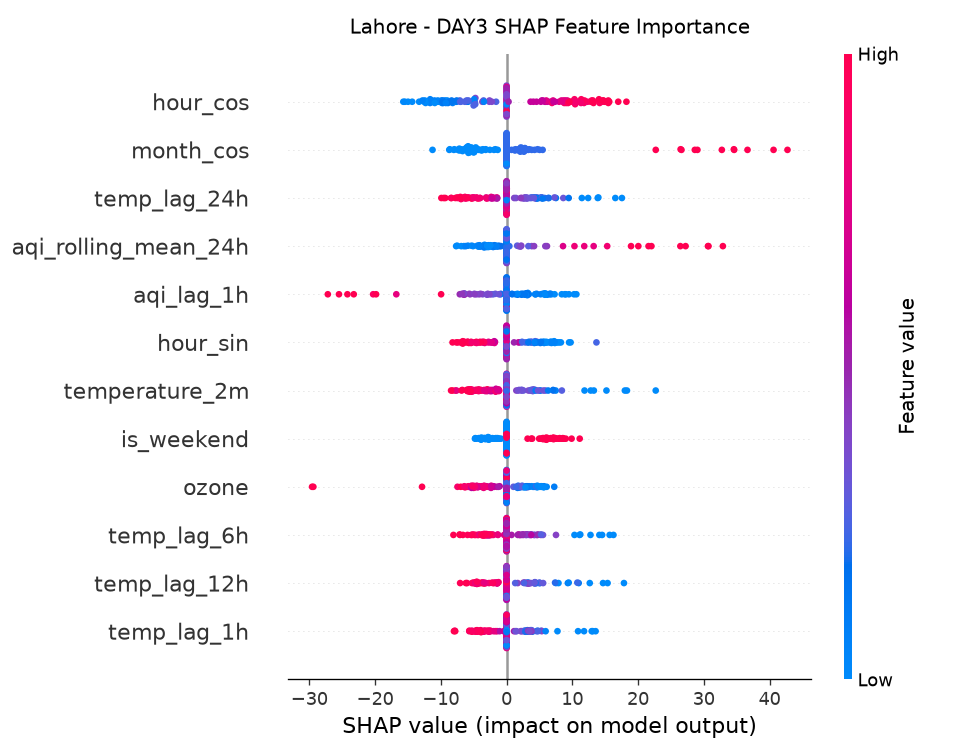 Lahore - DAY3 SHAP Feature Importance
High
hour_cos
month_cos
temp_lag_24h
aqi_rolling_mean_24h
aqi_lag_1h
hour_sin
temperature_2m
is_weekend
ozone
temp_lag_6h
temp_lag_12h
temp_lag_1h
Feature value
Low
−30 −20 −10 0 10 20 30 40
SHAP value (impact on model output)